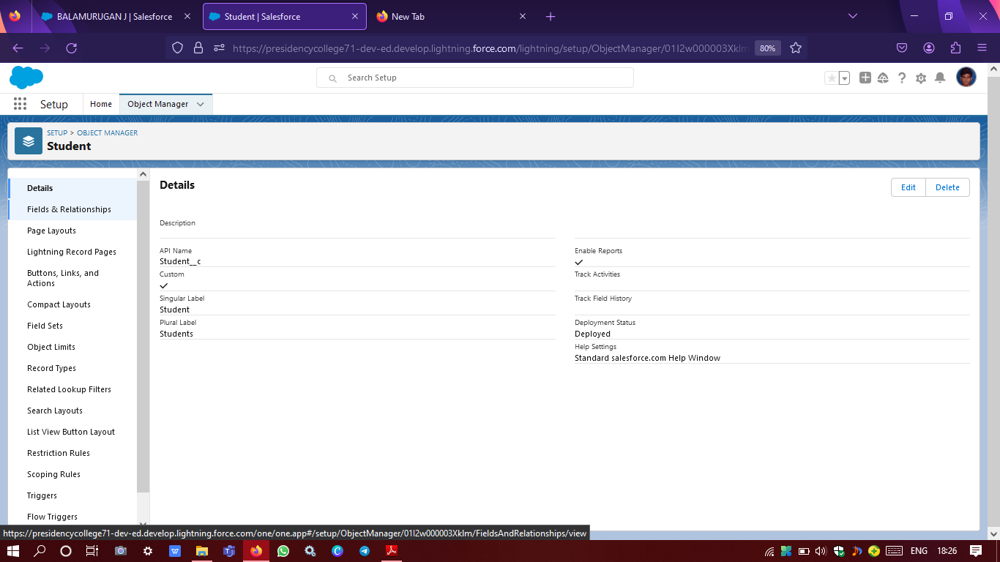 BALAMURUGAN J | Salesforce
Student | Salesforce
New Tab
https://presidencycollege71-dev-ed.develop.lightning.force.com/lightning/setup/ObjectManager/01I2w000003Xklm
80%
Search Setup
Setup
Home
Object Manager
SETUP > OBJECT MANAGER
Student
Details
Fields & Relationships
Page Layouts
Lightning Record Pages
Buttons, Links, and
Actions
Compact Layouts
Field Sets
Object Limits
Record Types
Related Lookup Filters
Search Layouts
List View Button Layout
Restriction Rules
Scoping Rules
Triggers
Flow Triggers
Details
Edit
Delete
Description
API Name
Student__c
Custom
Singular Label
Student
Plural Label
Students
Enable Reports
Track Activities
Track Field History
Deployment Status
Deployed
Help Settings
Standard salesforce.com Help Window
https://presidencycollege71-dev-ed.develop.lightning.force.com/one/one.app#/setup/ObjectManager/01I2w000003Xklm/FieldsAndRelationships/view
ENG
18:26